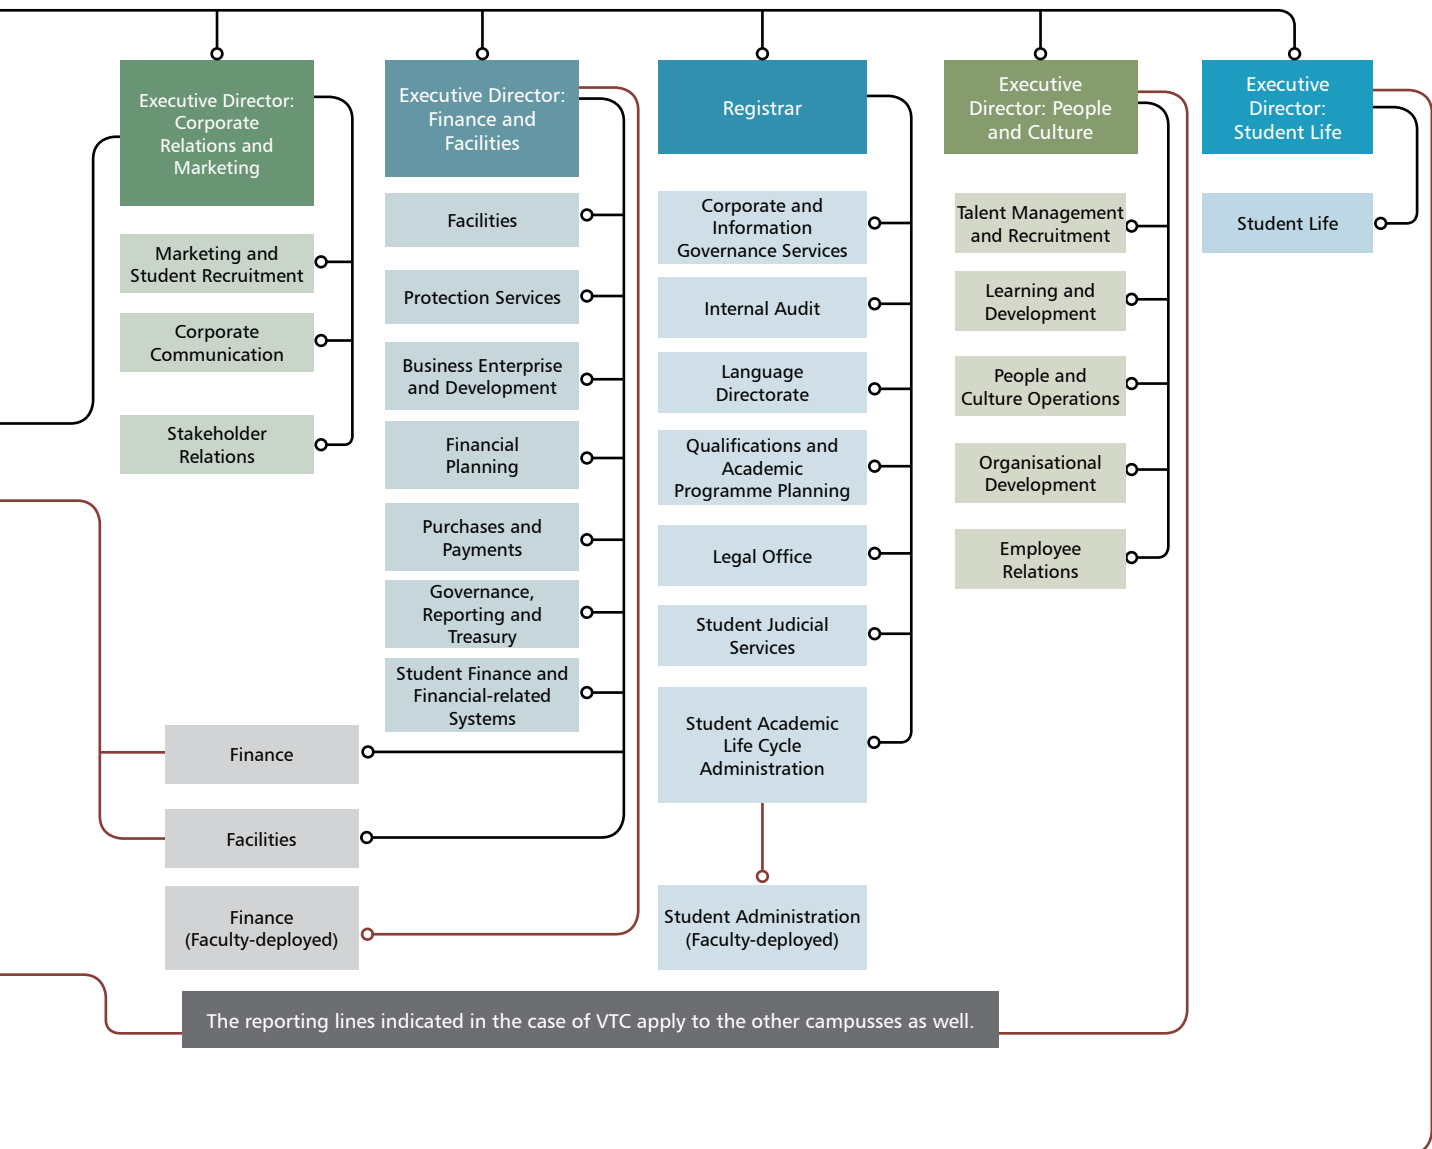 Executive Director:
Corporate
Relations and
Marketing
Marketing and
Student Recruitment
Corporate
Communication
Stakeholder
Relations
Executive Director:
Finance and
Facilities
Facilities
Protection Services
Business Enterprise
and Development
Financial
Planning
Purchases and
Payments
Governance,
Reporting and
Treasury
Student Finance and
Financial-related
Systems
Finance
Facilities
Finance
(Faculty-deployed)
Registrar
Corporate and
Information
Governance Services
Internal Audit
Language
Directorate
Qualifications and
Academic
Programme Planning
Legal Office
Student Judicial
Services
Student Academic
Life Cycle
Administration
Student Administration
(Faculty-deployed)
Executive
Director: People
and Culture
Talent Management
and Recruitment
Learning and
Development
People and
Culture Operations
Organisational
Development
Employee
Relations
Executive
Director:
Student Life
Student Life
The reporting lines indicated in the case of VTC apply to the other campusses as well.